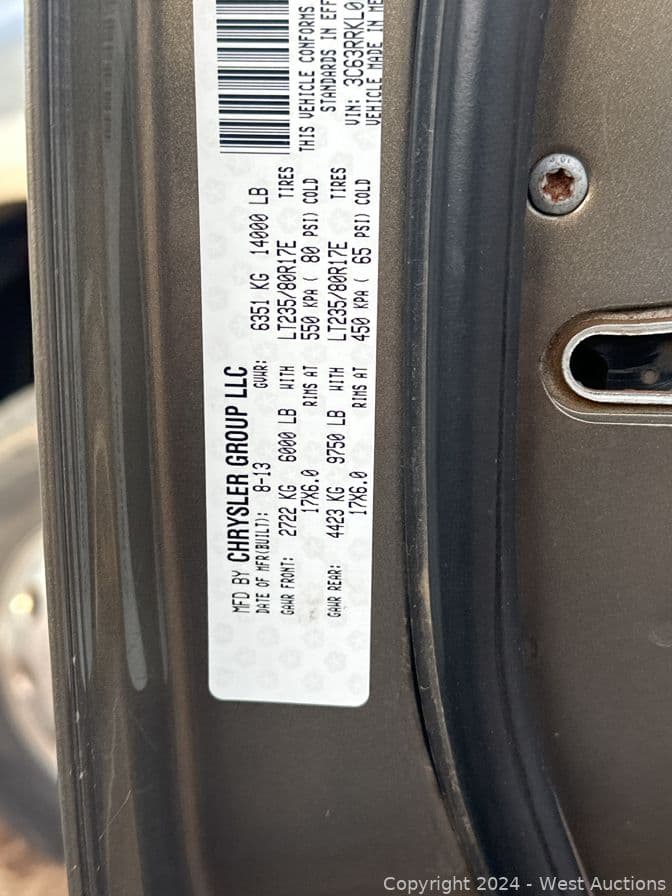 MFD BY CHRYSLER GROUP LLC
DATE OF MFR(BUILT): 8-13 GVWR: 6351 KG 14000 LB
GAWR FRONT: 2722 KG 6000 LB WITH LT235/80R17E TIRES
17X6.0 RIMS AT 550 KPA ( 80 PSI) COLD
THIS VEHICLE CONFORMS
STANDARDS IN EFF
GAWR REAR: 4423 KG 9750 LB WITH LT235/80R17E TIRES
VIN: 3C63RRKL0
17X6.0 RIMS AT 450 KPA ( 65 PSI) COLD
VEHICLE MADE IN ME
Copyright © 2024 - West Auctions